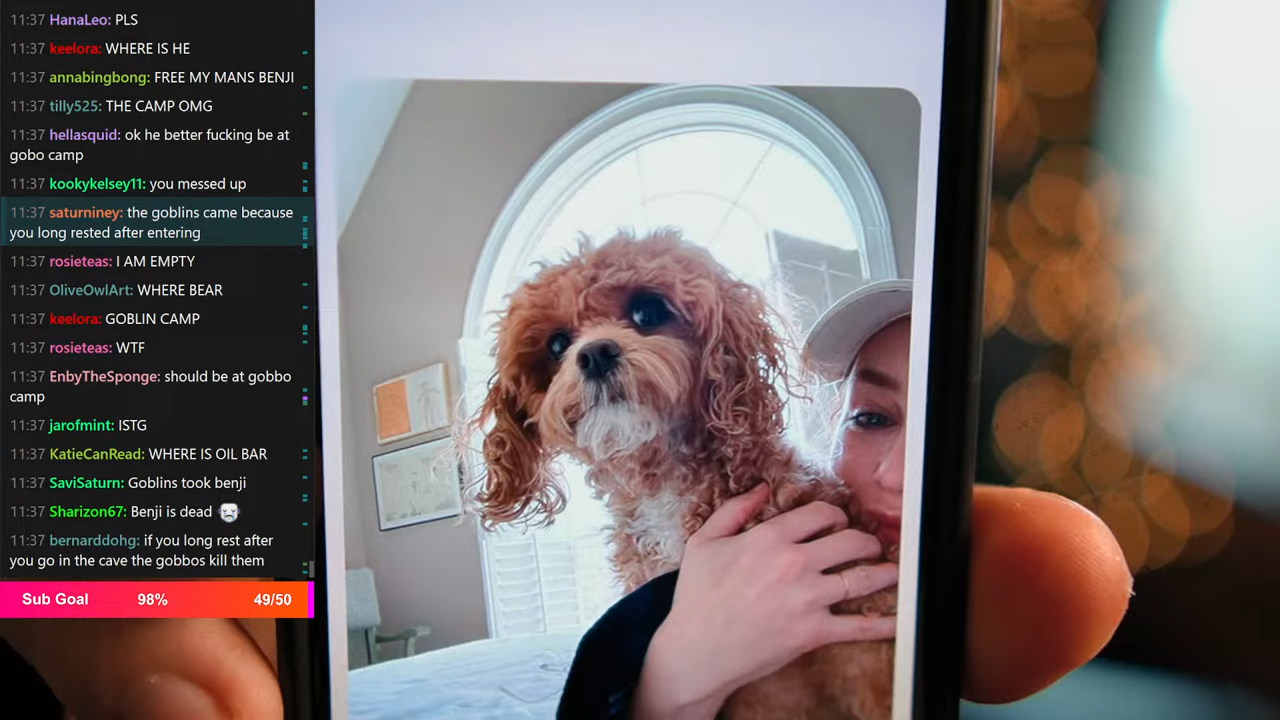 11:37 HanaLeo: PLS
11:37 keelora: WHERE IS HE
11:37 annabingbong: FREE MY MANS BENJI
11:37 tilly525: THE CAMP OMG
11:37 hellasquid: ok he better fucking be at
gobo camp
11:37 kookykelsey11: you messed up
11:37 saturniney: the goblins came because
you long rested after entering
11:37 rosieteas: I AM EMPTY
11:37 OliveOwlArt: WHERE BEAR
11:37 keelora: GOBLIN CAMP
11:37 rosieteas: WTF
11:37 EnbyTheSponge: should be at gobbo
camp
11:37 jarofmint: ISTG
11:37 KatieCanRead: WHERE IS OIL BAR
11:37 SaviSaturn: Goblins took benji
11:37 Sharizon67: Benji is dead
11:37 bernarddohg: if you long rest after
you go in the cave the gobbos kill them
Sub Goal 98% 49/50